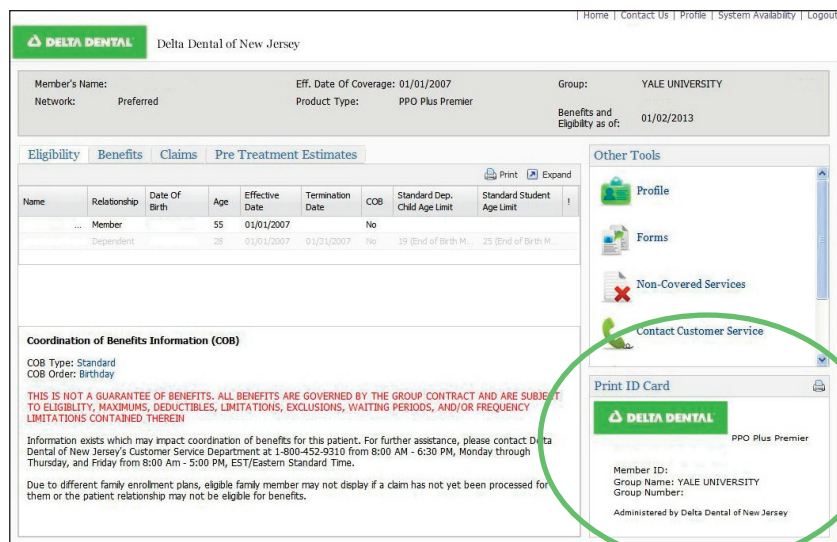 | Home | Contact Us | Profile | System Availability | Logout
DELTA DENTAL Delta Dental of New Jersey
Member's Name: Eff. Date Of Coverage: 01/01/2007 Group: YALE UNIVERSITY
Network: Preferred Product Type: PPO Plus Premier
Benefits and Eligibility as of: 01/02/2013
Eligibility Benefits Claims Pre Treatment Estimates
Print Expand
Name Relationship Date Of Birth Age Effective Date Termination Date COB Standard Dep. Child Age Limit Standard Student Age Limit !
... Member 55 01/01/2007 No
Dependent 28 01/01/2007 01/31/2007 No 19 (End of Birth M... 25 (End of Birth M...
Coordination of Benefits Information (COB)
COB Type: Standard
COB Order: Birthday
THIS IS NOT A GUARANTEE OF BENEFITS. ALL BENEFITS ARE GOVERNED BY THE GROUP CONTRACT AND ARE SUBJECT
TO ELIGIBLITY, MAXIMUMS, DEDUCTIBLES, LIMITATIONS, EXCLUSIONS, WAITING PERIODS, AND/OR FREQUENCY
LIMITATIONS CONTAINED THEREIN
Information exists which may impact coordination of benefits for this patient. For further assistance, please contact Delta
Dental of New Jersey's Customer Service Department at 1-800-452-9310 from 8:00 AM - 6:30 PM, Monday through
Thursday, and Friday from 8:00 Am - 5:00 PM, EST/Eastern Standard Time.
Due to different family enrollment plans, eligible family member may not display if a claim has not yet been processed for
them or the patient relationship may not be eligible for benefits.
Other Tools
Profile
Forms
Non-Covered Services
Contact Customer Service
Print ID Card
DELTA DENTAL
PPO Plus Premier
Member ID:
Group Name: YALE UNIVERSITY
Group Number:
Administered by Delta Dental of New Jersey